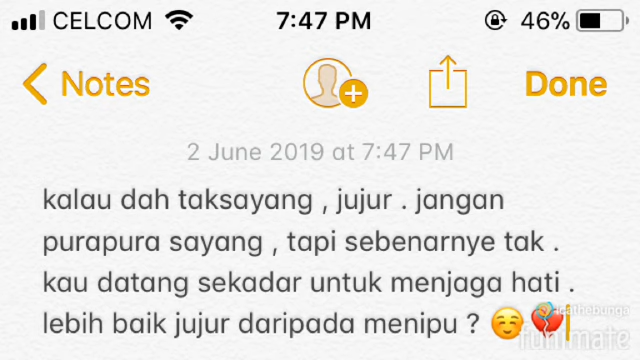 CELCOM 7:47 PM 46%
Notes Done
2 June 2019 at 7:47 PM
kalau dah taksayang , jujur . jangan
purapura sayang , tapi sebenarnye tak .
kau datang sekadar untuk menjaga hati .
lebih baik jujur daripada menipu ? ☺️💔
funimate